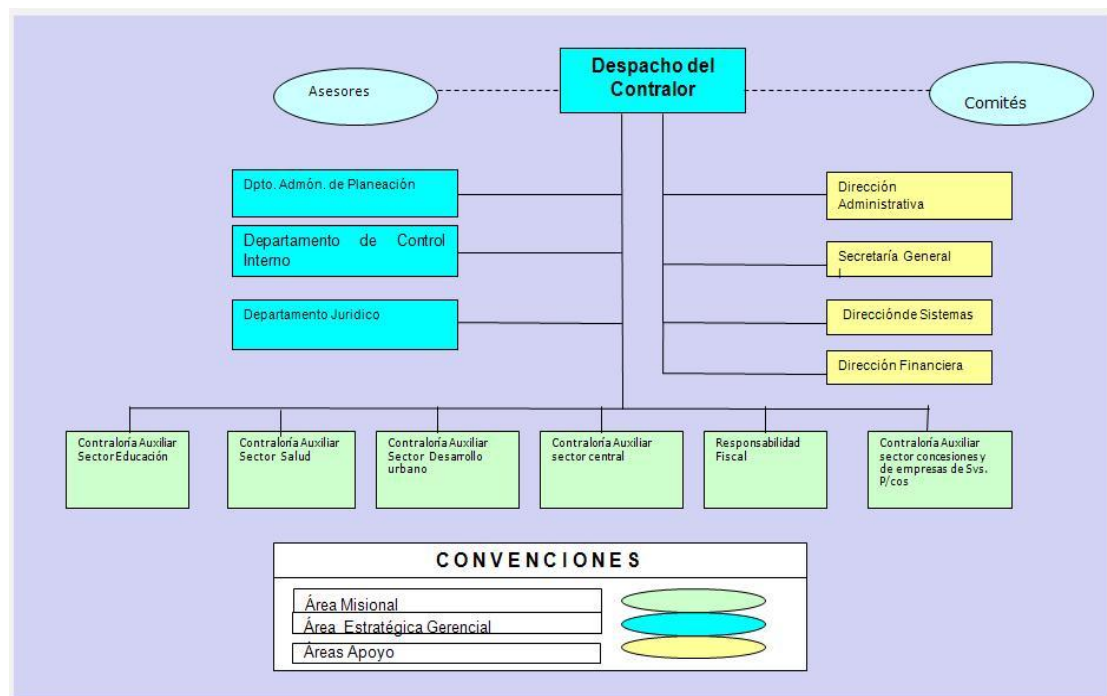 Despacho del
Contralor
Asesores
Comités
Dpto. Admón. de Planeación
Departamento de Control
Interno
Departamento Juridico
Dirección
Administrativa
Secretaría General
Dirección de Sistemas
Dirección Financiera
Contraloría Auxiliar
Sector Educación
Contraloría Auxiliar
Sector Salud
Contraloría Auxiliar
Sector Desarrollo
urbano
Contraloría Auxiliar
sector central
Responsabilidad
Fiscal
Contraloría Auxiliar
sector concesiones y
de empresas de Svs.
P/cos
CONVENCIONES
Área Misional
Área Estratégica Gerencial
Áreas Apoyo